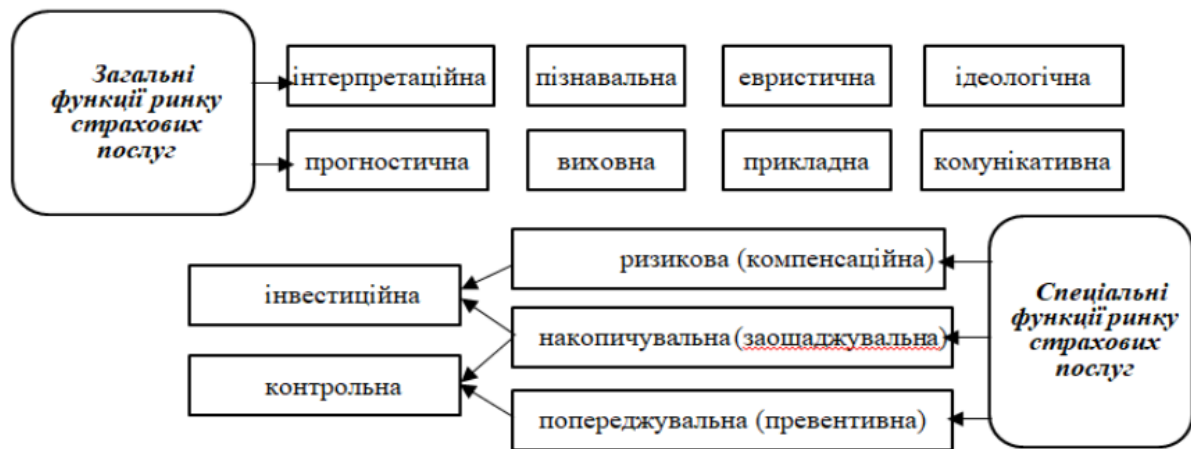 Загальні
функції ринку
страхових
послуг
інтерпретаційна
пізнавальна
евристична
ідеологічна
прогностична
виховна
прикладна
комунікативна
ризикова (компенсаційна)
інвестиційна
накопичувальна (заощаджувальна)
контрольна
попереджувальна (превентивна)
Спеціальні
функції ринку
страхових
послуг